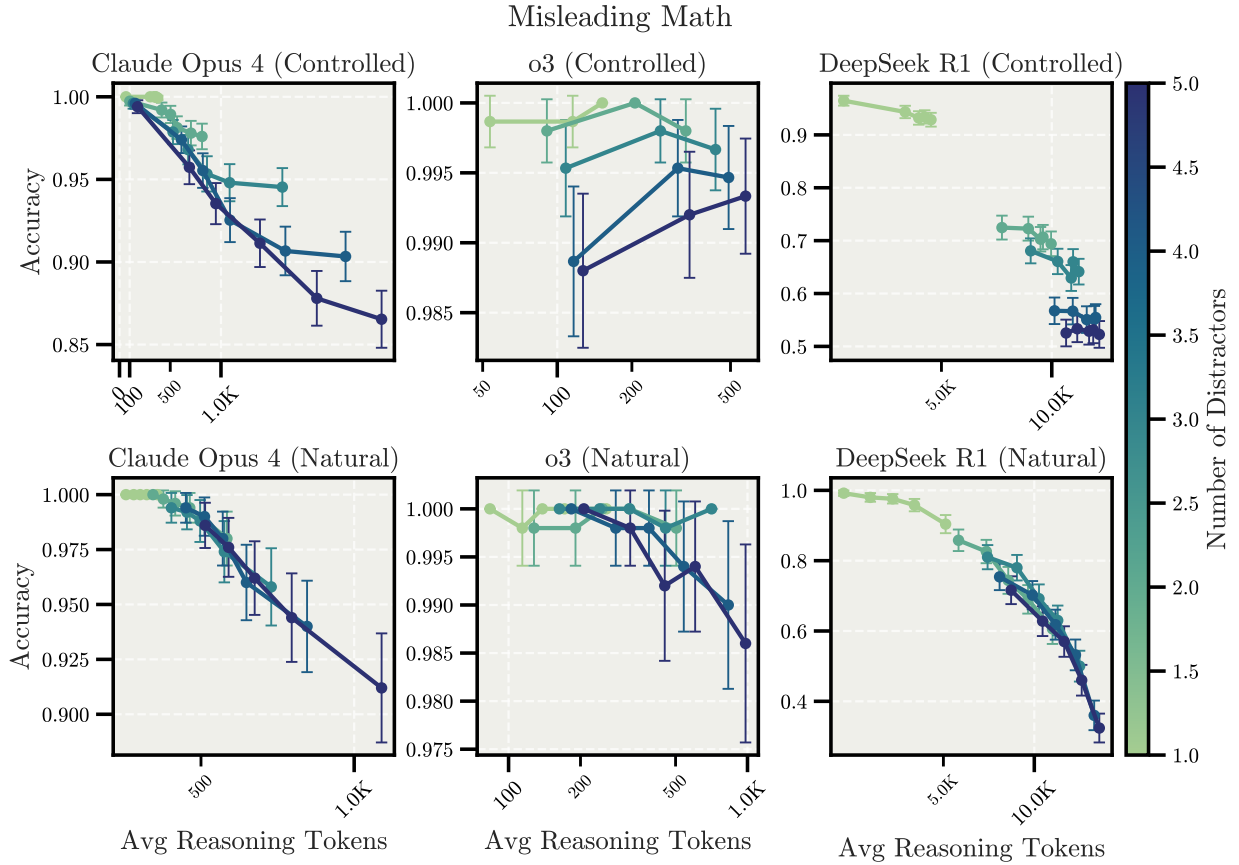 Misleading Math
Claude Opus 4 (Controlled)
o3 (Controlled)
DeepSeek R1 (Controlled)
Accuracy
1.00
0.95
0.90
0.85
0
100
500
1.0K
1.000
0.995
0.990
0.985
50
100
200
500
0.9
0.8
0.7
0.6
0.5
5.0K
10.0K
Claude Opus 4 (Natural)
o3 (Natural)
DeepSeek R1 (Natural)
Accuracy
1.000
0.975
0.950
0.925
0.900
500
1.0K
Avg Reasoning Tokens
1.000
0.995
0.990
0.985
0.980
0.975
100
200
500
1.0K
Avg Reasoning Tokens
1.0
0.8
0.6
0.4
5.0K
10.0K
Avg Reasoning Tokens
5.0
4.5
4.0
3.5
3.0
2.5
2.0
1.5
1.0
Number of Distractors